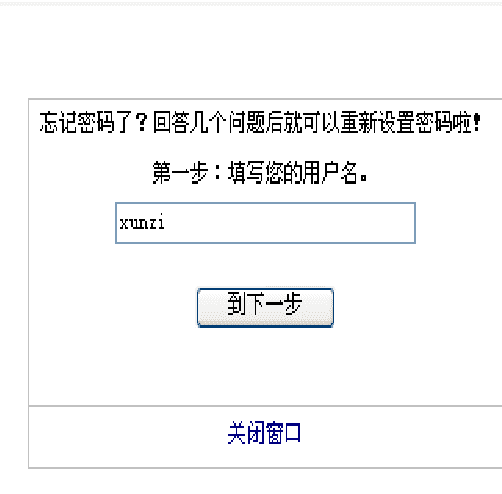 忘记密码了？回答几个问题后就可以重新设置密码啦！
第一步：填写您的用户名。
xunzi
到下一步
关闭窗口